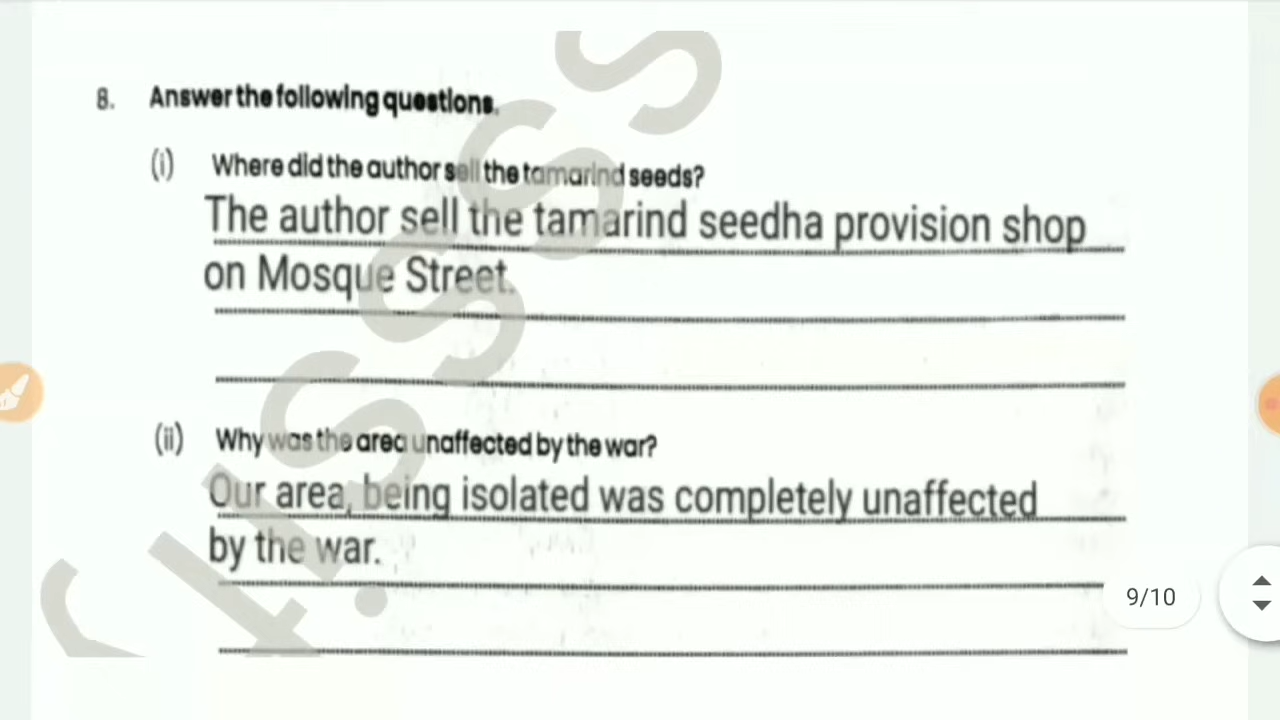 8. Answer the following questions.
(i) Where did the author sell the tamarind seeds?
The author sell the tamarind seedha provision shop
on Mosque Street.
(ii) Why was the area unaffected by the war?
Our area, being isolated was completely unaffected
by the war.
9/10